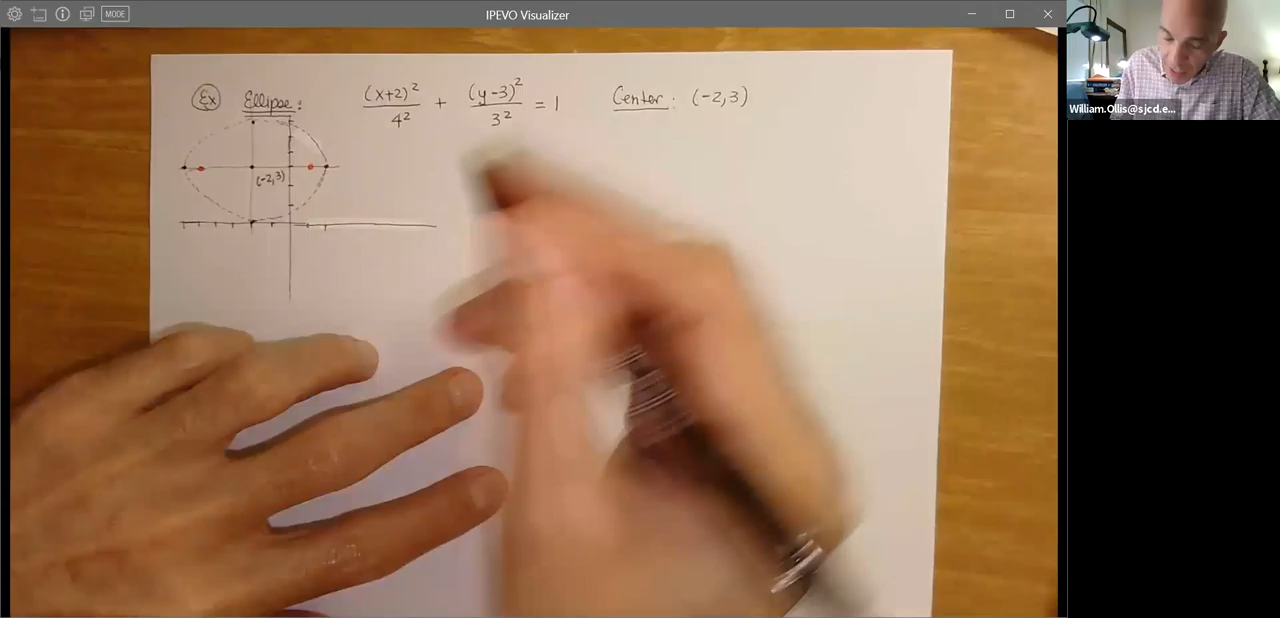 IPEVO Visualizer
MODE
William.Ollis@sjcd.e...
Ex Ellipse: (x+2)²/4² + (y-3)²/3² = 1 Center: (-2,3)
(-2,3)